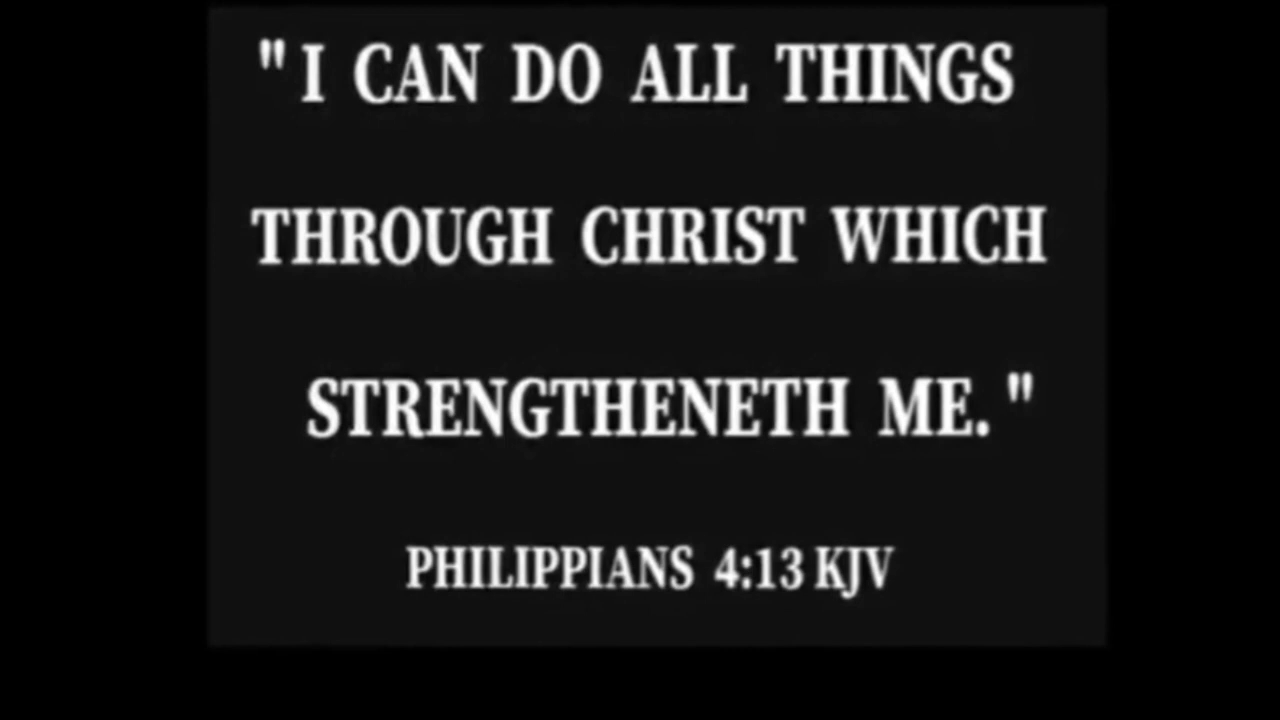 "I CAN DO ALL THINGS
THROUGH CHRIST WHICH
STRENGTHENETH ME."
PHILIPPIANS 4:13 KJV